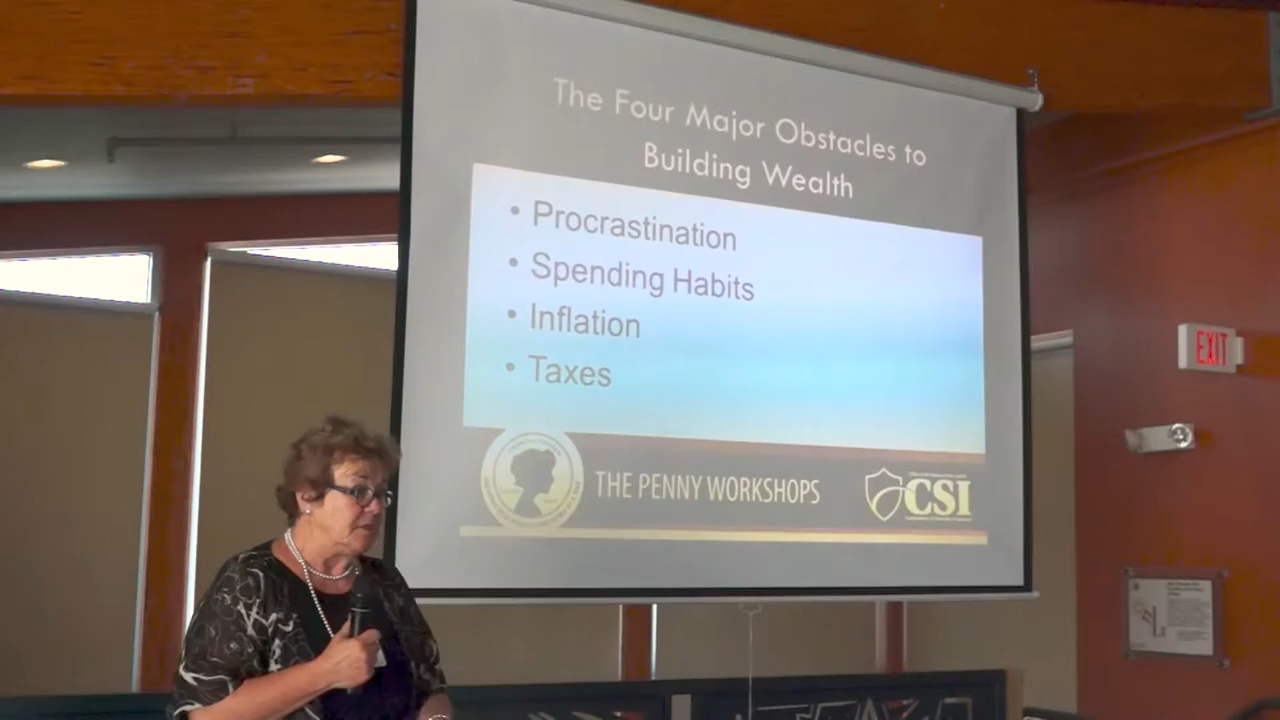 The Four Major Obstacles to
Building Wealth
• Procrastination
• Spending Habits
• Inflation
• Taxes
THE PENNY WORKSHOPS
CSI
EXIT